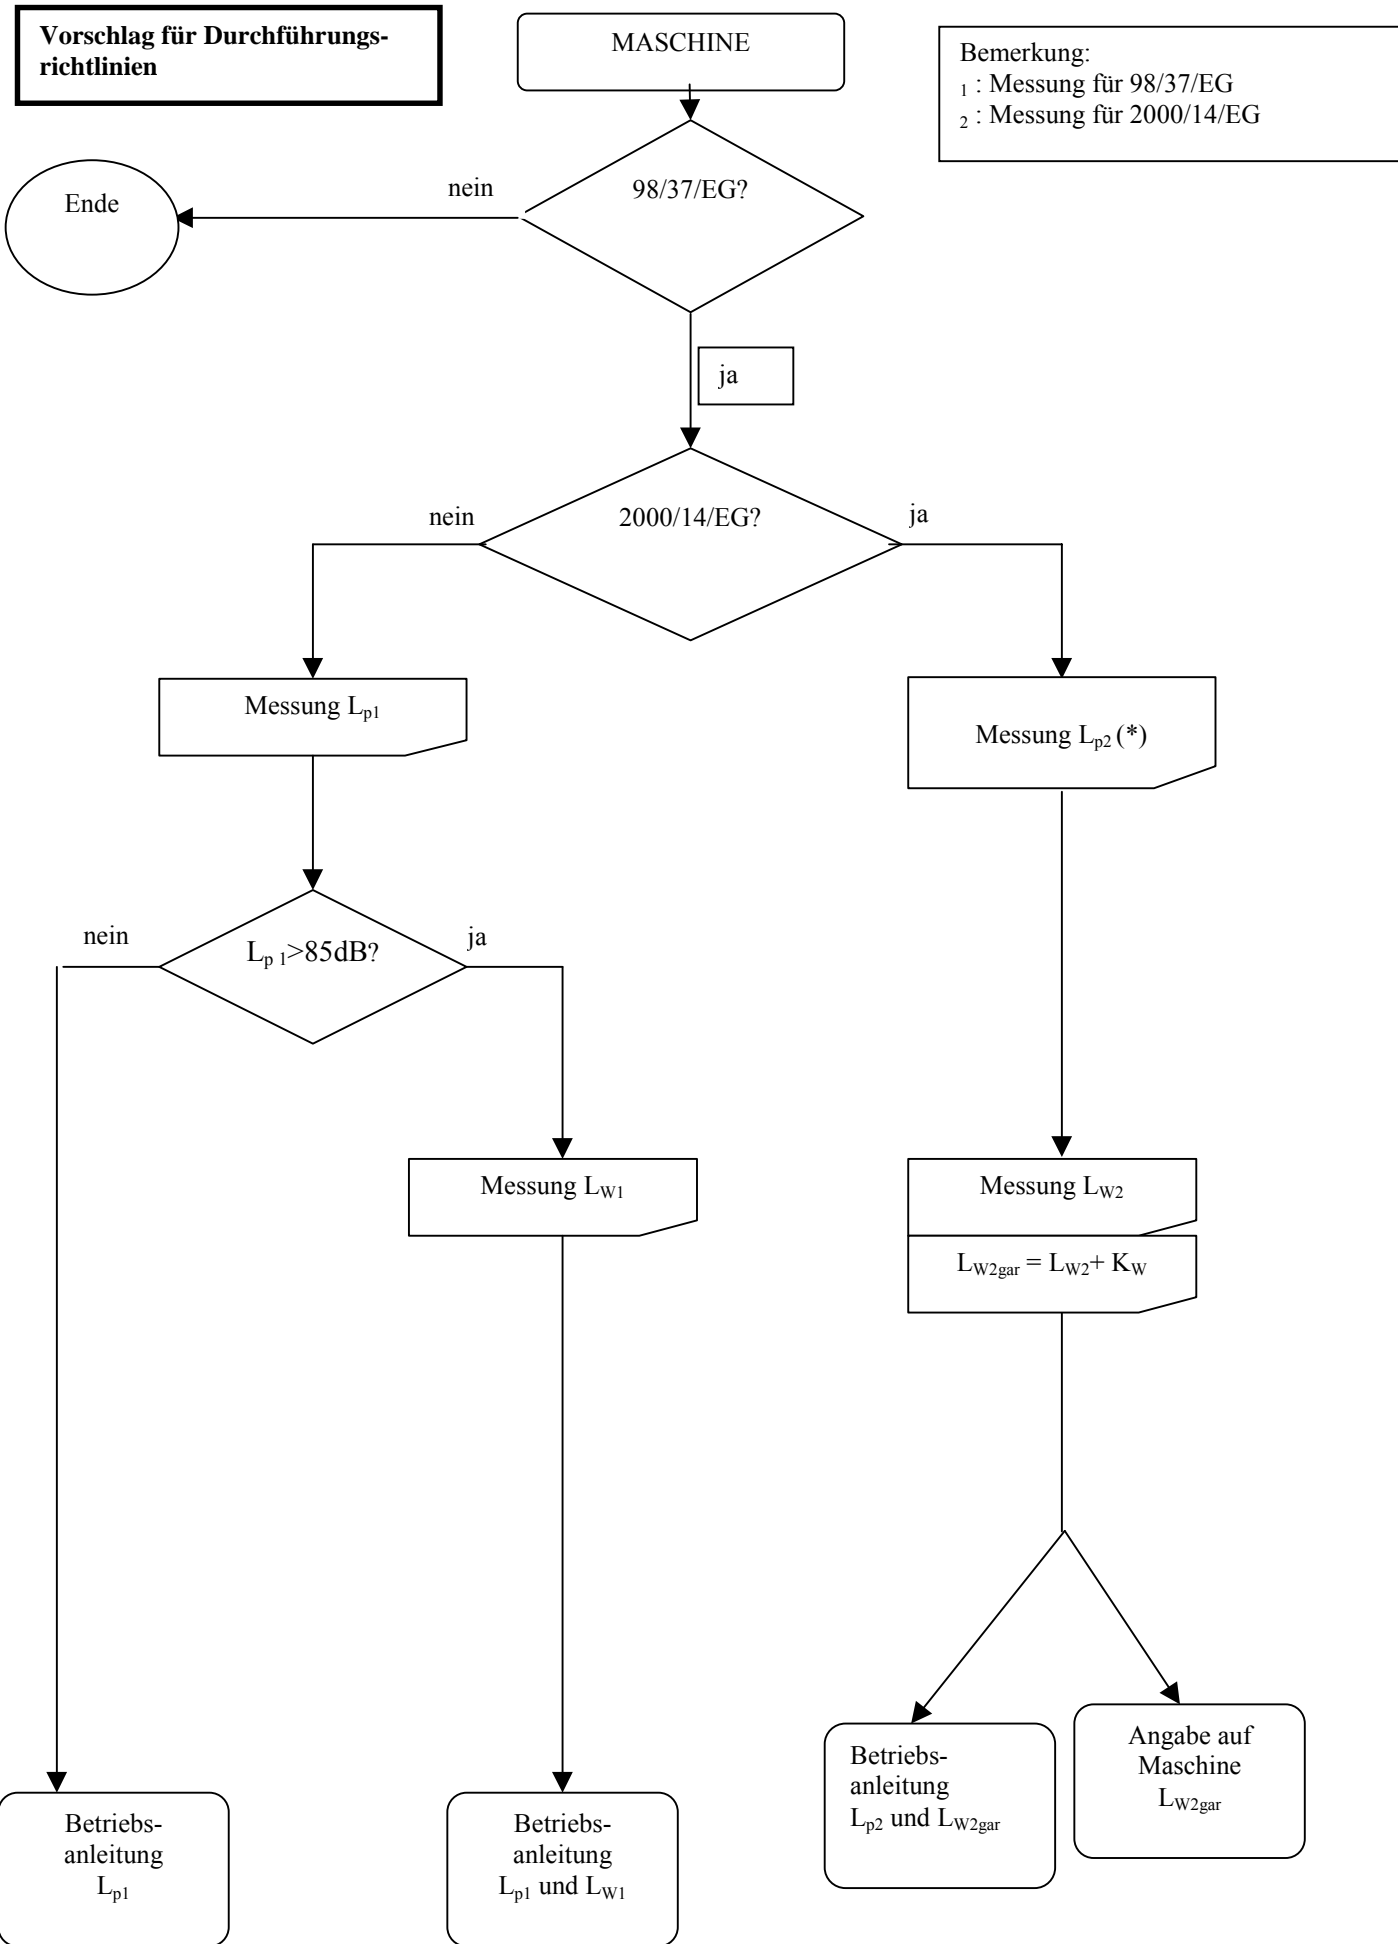 Vorschlag für Durchführungs-
richtlinien
MASCHINE
Bemerkung:
1 : Messung für 98/37/EG
2 : Messung für 2000/14/EG
Ende
nein
98/37/EG?
ja
nein
2000/14/EG?
ja
Messung Lp1
Messung Lp2 (*)
nein
Lp 1>85dB?
ja
Messung LW1
Messung LW2
LW2gar = LW2+ KW
Betriebs-
anleitung
Lp1
Betriebs-
anleitung
Lp1 und LW1
Betriebs-
anleitung
Lp2 und LW2gar
Angabe auf
Maschine
LW2gar